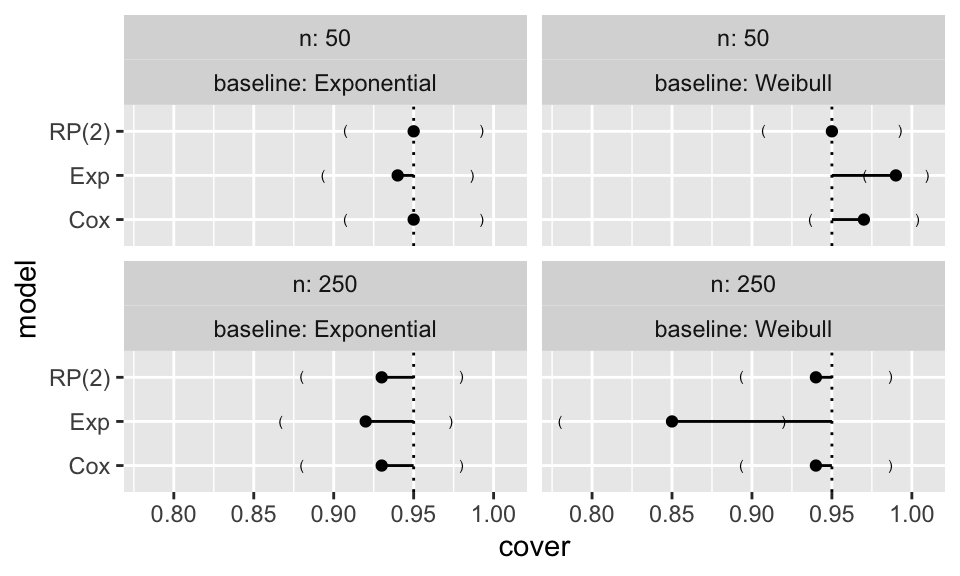 n: 50
n: 50
baseline: Exponential
baseline: Weibull
RP(2)
Exp
Cox
model
n: 250
n: 250
baseline: Exponential
baseline: Weibull
RP(2)
Exp
Cox
0.80 0.85 0.90 0.95 1.00
0.80 0.85 0.90 0.95 1.00
cover